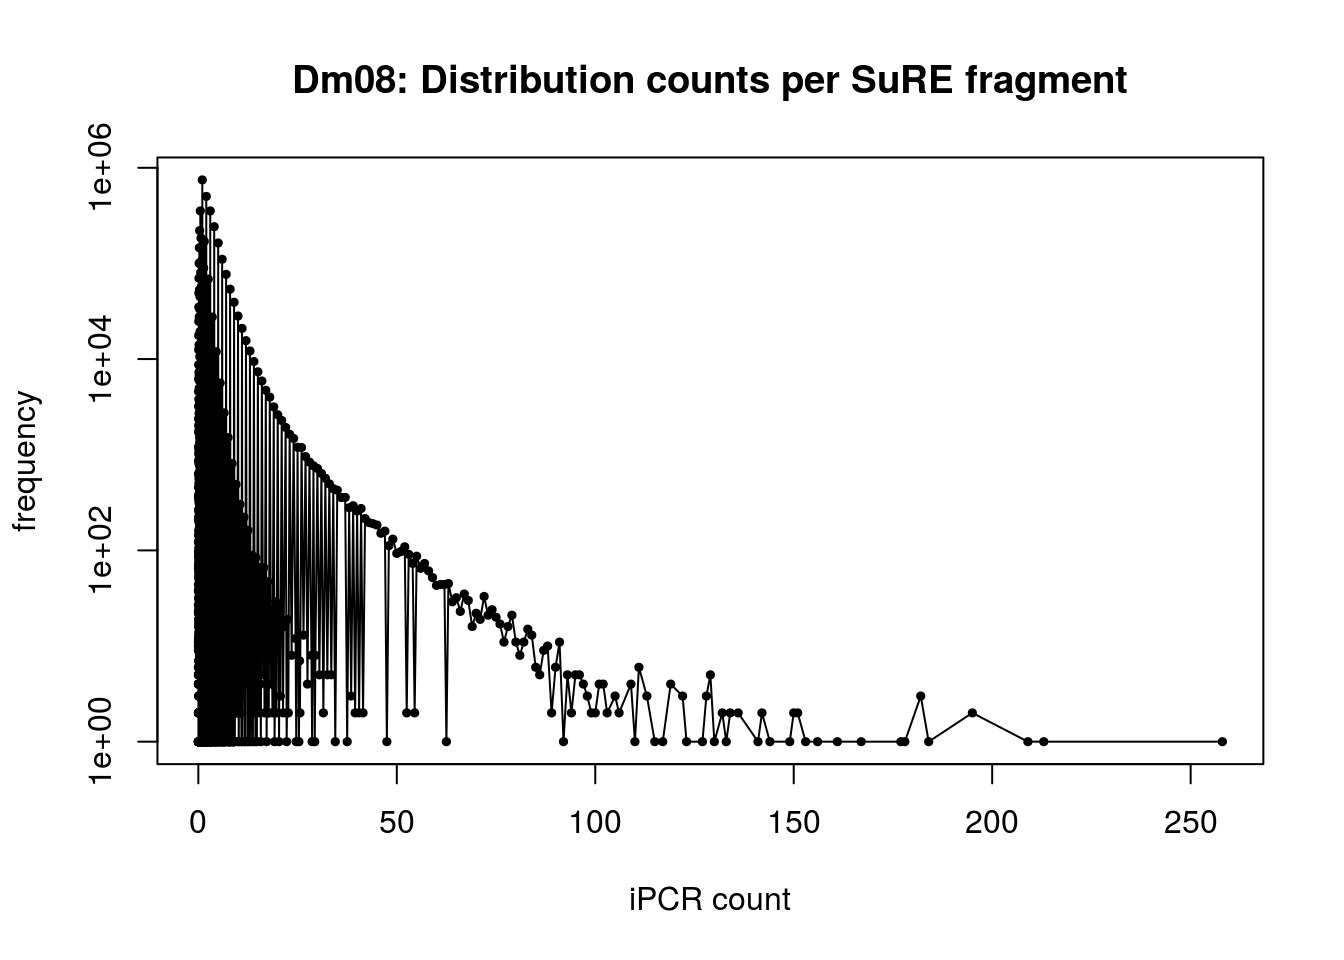 Dm08: Distribution counts per SuRE fragment
1e+06
1e+04
1e+02
1e+00
frequency
0 50 100 150 200 250
iPCR count